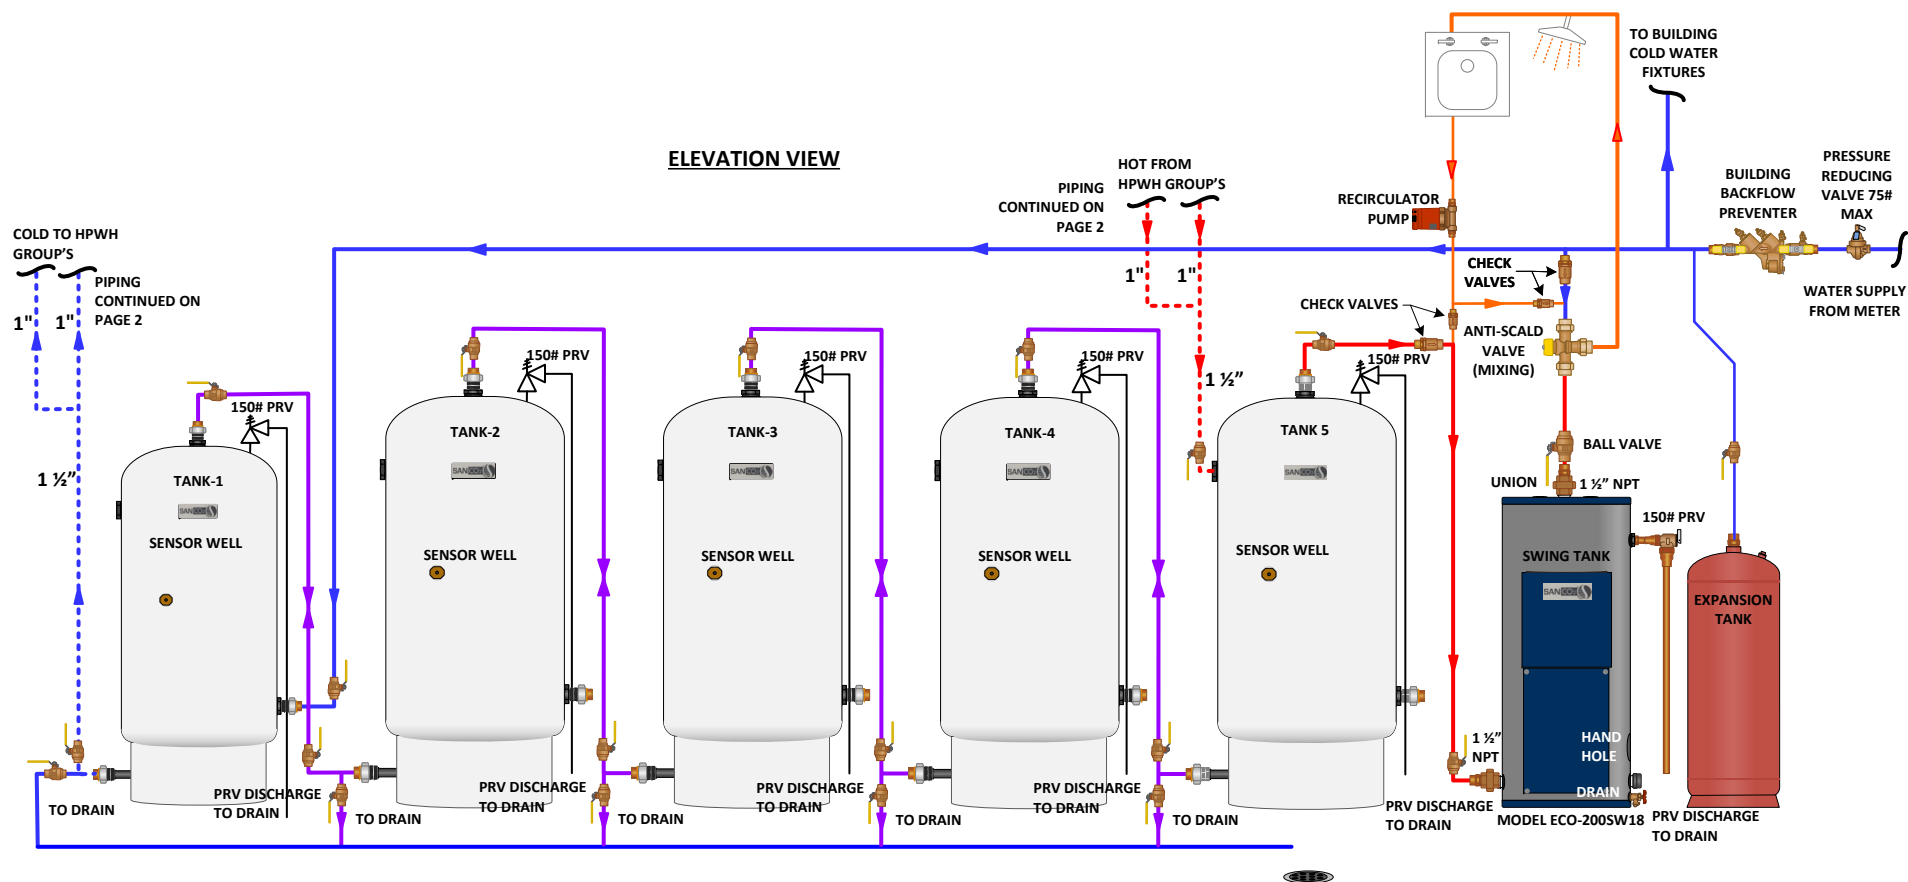 TO BUILDING
COLD WATER
FIXTURES
ELEVATION VIEW
HOT FROM
HPWH GROUP'S
PIPING
CONTINUED ON
PAGE 2
RECIRCULATOR
PUMP
BUILDING
BACKFLOW
PREVENTER
PRESSURE
REDUCING
VALVE 75#
MAX
COLD TO HPWH
GROUP'S
PIPING
CONTINUED ON
PAGE 2
1"
1"
1"
1"
CHECK
VALVES
CHECK VALVES
WATER SUPPLY
FROM METER
ANTI-SCALD
VALVE
(MIXING)
150# PRV
150# PRV
150# PRV
150# PRV
150# PRV
1 ½”
1 ½”
TANK-1
TANK-2
TANK-3
TANK-4
TANK 5
SANCO
SANCO
SANCO
SANCO
SANCO
BALL VALVE
UNION
1 ½” NPT
150# PRV
SENSOR WELL
SENSOR WELL
SENSOR WELL
SENSOR WELL
SENSOR WELL
SWING TANK
SANCO
EXPANSION
TANK
1 ½”
NPT
HAND
HOLE
DRAIN
TO DRAIN
PRV DISCHARGE
TO DRAIN
TO DRAIN
PRV DISCHARGE
TO DRAIN
TO DRAIN
PRV DISCHARGE
TO DRAIN
TO DRAIN
PRV DISCHARGE
TO DRAIN
TO DRAIN
PRV DISCHARGE
TO DRAIN
MODEL ECO-200SW18
PRV DISCHARGE
TO DRAIN